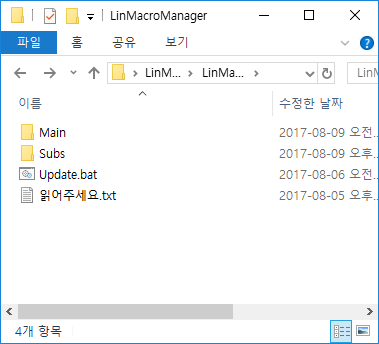 LinMacroManager
파일 홈 공유 보기
LinM... LinMa... LinM
이름 수정한 날짜
Main 2017-08-09 오전...
Subs 2017-08-09 오후...
Update.bat 2017-08-06 오전...
읽어주세요.txt 2017-08-05 오후...
4개 항목